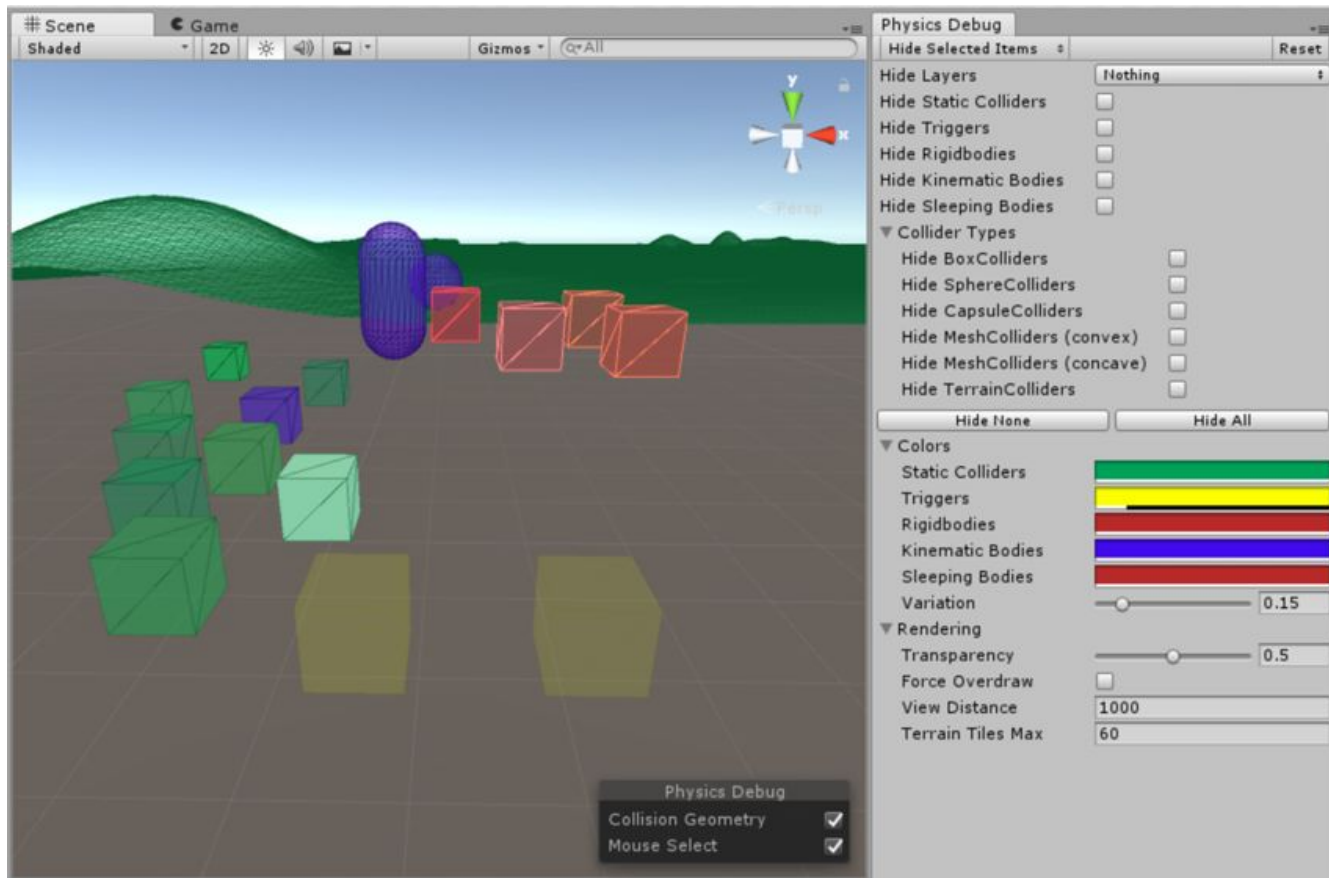 Scene Game
Shaded 2D Gizmos All
y
x
Persp
Physics Debug
Collision Geometry
Mouse Select
Physics Debug
Hide Selected Items Reset
Hide Layers Nothing
Hide Static Colliders
Hide Triggers
Hide Rigidbodies
Hide Kinematic Bodies
Hide Sleeping Bodies
Collider Types
Hide BoxColliders
Hide SphereColliders
Hide CapsuleColliders
Hide MeshColliders (convex)
Hide MeshColliders (concave)
Hide TerrainColliders
Hide None Hide All
Colors
Static Colliders
Triggers
Rigidbodies
Kinematic Bodies
Sleeping Bodies
Variation 0.15
Rendering
Transparency 0.5
Force Overdraw
View Distance 1000
Terrain Tiles Max 60